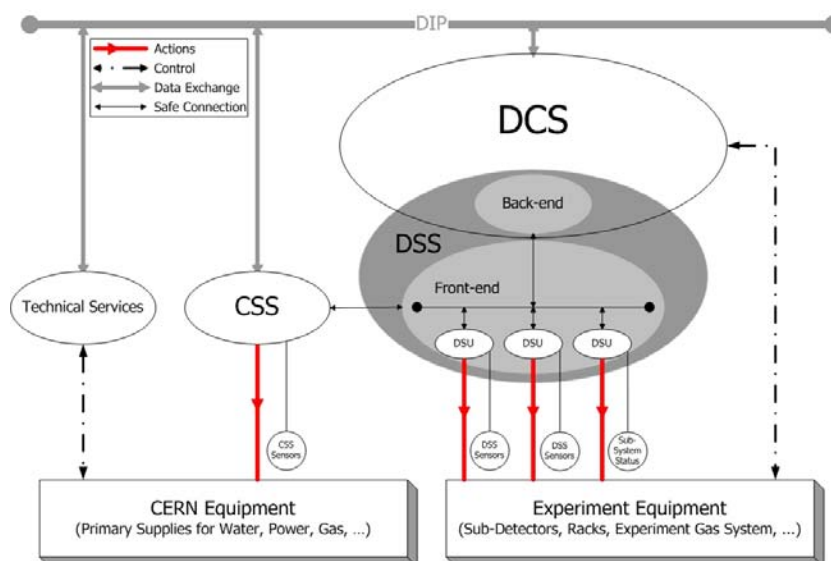 DIP
Actions
Control
Data Exchange
Safe Connection
DCS
Back-end
DSS
Front-end
Technical Services
CSS
DSU
DSU
DSU
CSS
Sensors
DSS
Sensors
DSS
Sensors
Sub-
System
Status
CERN Equipment
(Primary Supplies for Water, Power, Gas, ...)
Experiment Equipment
(Sub-Detectors, Racks, Experiment Gas System, ...)